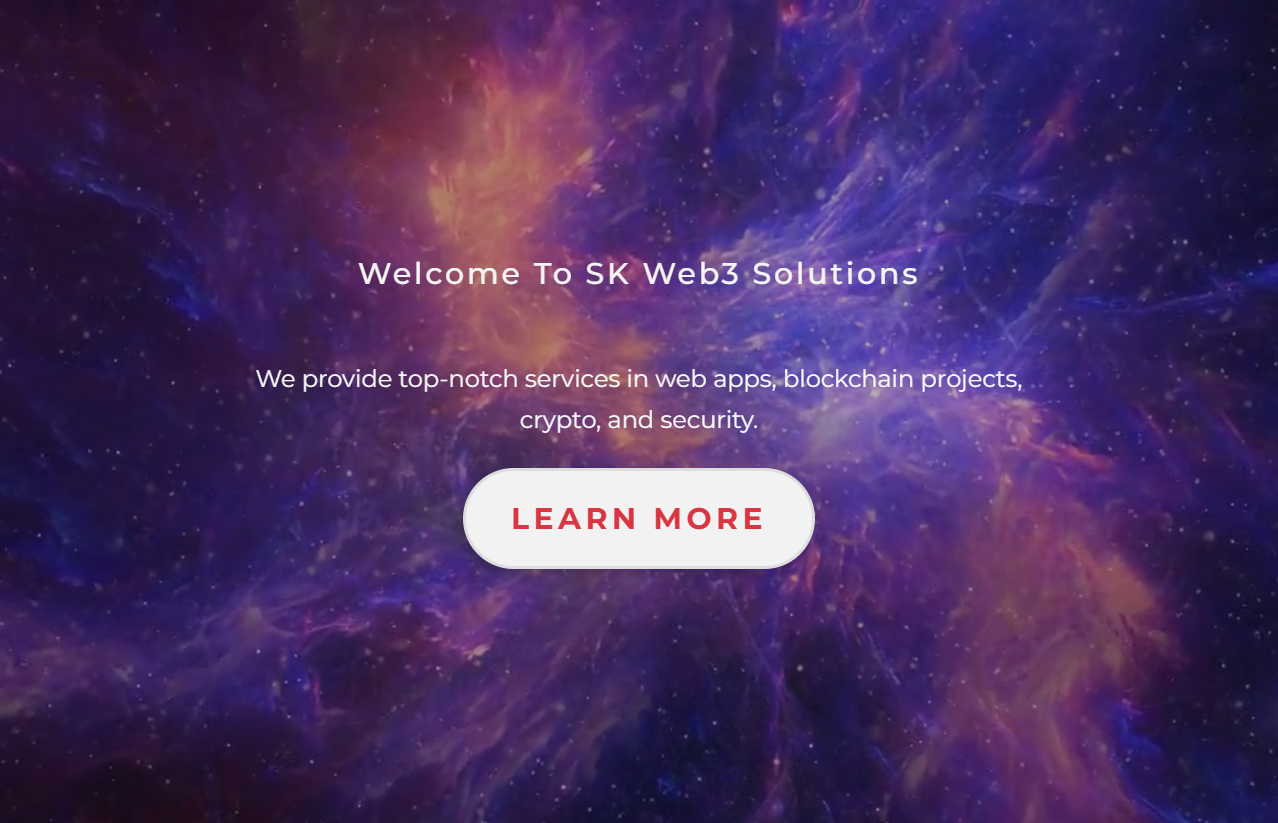 Welcome To SK Web3 Solutions
We provide top-notch services in web apps, blockchain projects,
crypto, and security.
LEARN MORE